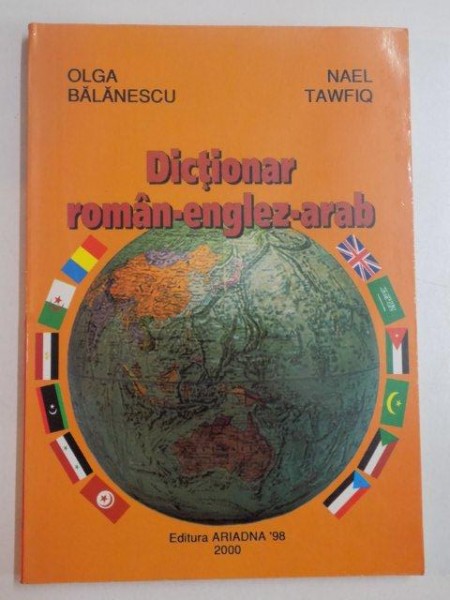 OLGA
BĂLĂNESCU
NAEL
TAWFIQ
Dicţionar
român-englez-arab
Editura ARIADNA '98
2000